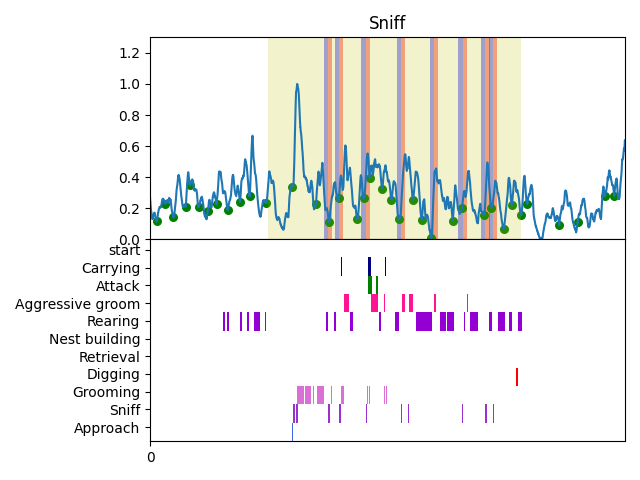 Sniff
1.2
1.0
0.8
0.6
0.4
0.2
0.0
start
Carrying
Attack
Aggressive groom
Rearing
Nest building
Retrieval
Digging
Grooming
Sniff
Approach
0